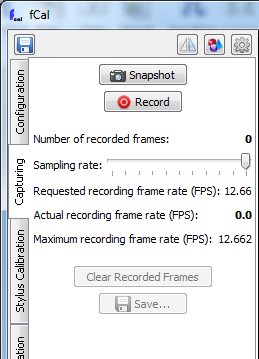 fCal
Configuration
Capturing
Stylus Calibration
Snapshot
Record
Number of recorded frames: 0
Sampling rate:
Requested recording frame rate (FPS): 12.66
Actual recording frame rate (FPS): 0.0
Maximum recording frame rate (FPS): 12.662
Clear Recorded Frames
Save...